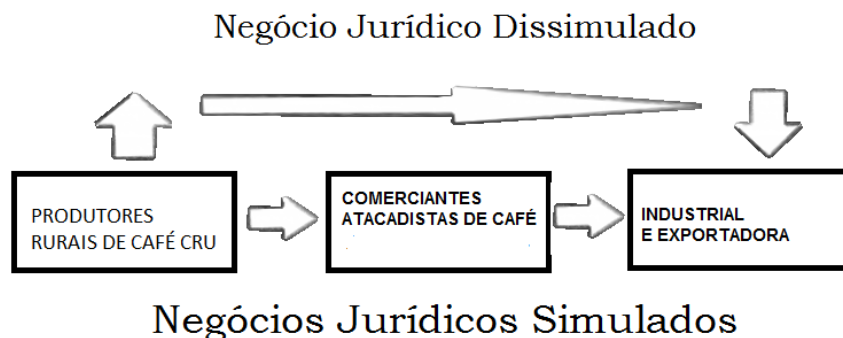 Negócio Jurídico Dissimulado
PRODUTORES
RURAIS DE CAFÉ CRU
COMERCIANTES
ATACADISTAS DE CAFÉ
INDUSTRIAL
E EXPORTADORA
Negócios Jurídicos Simulados